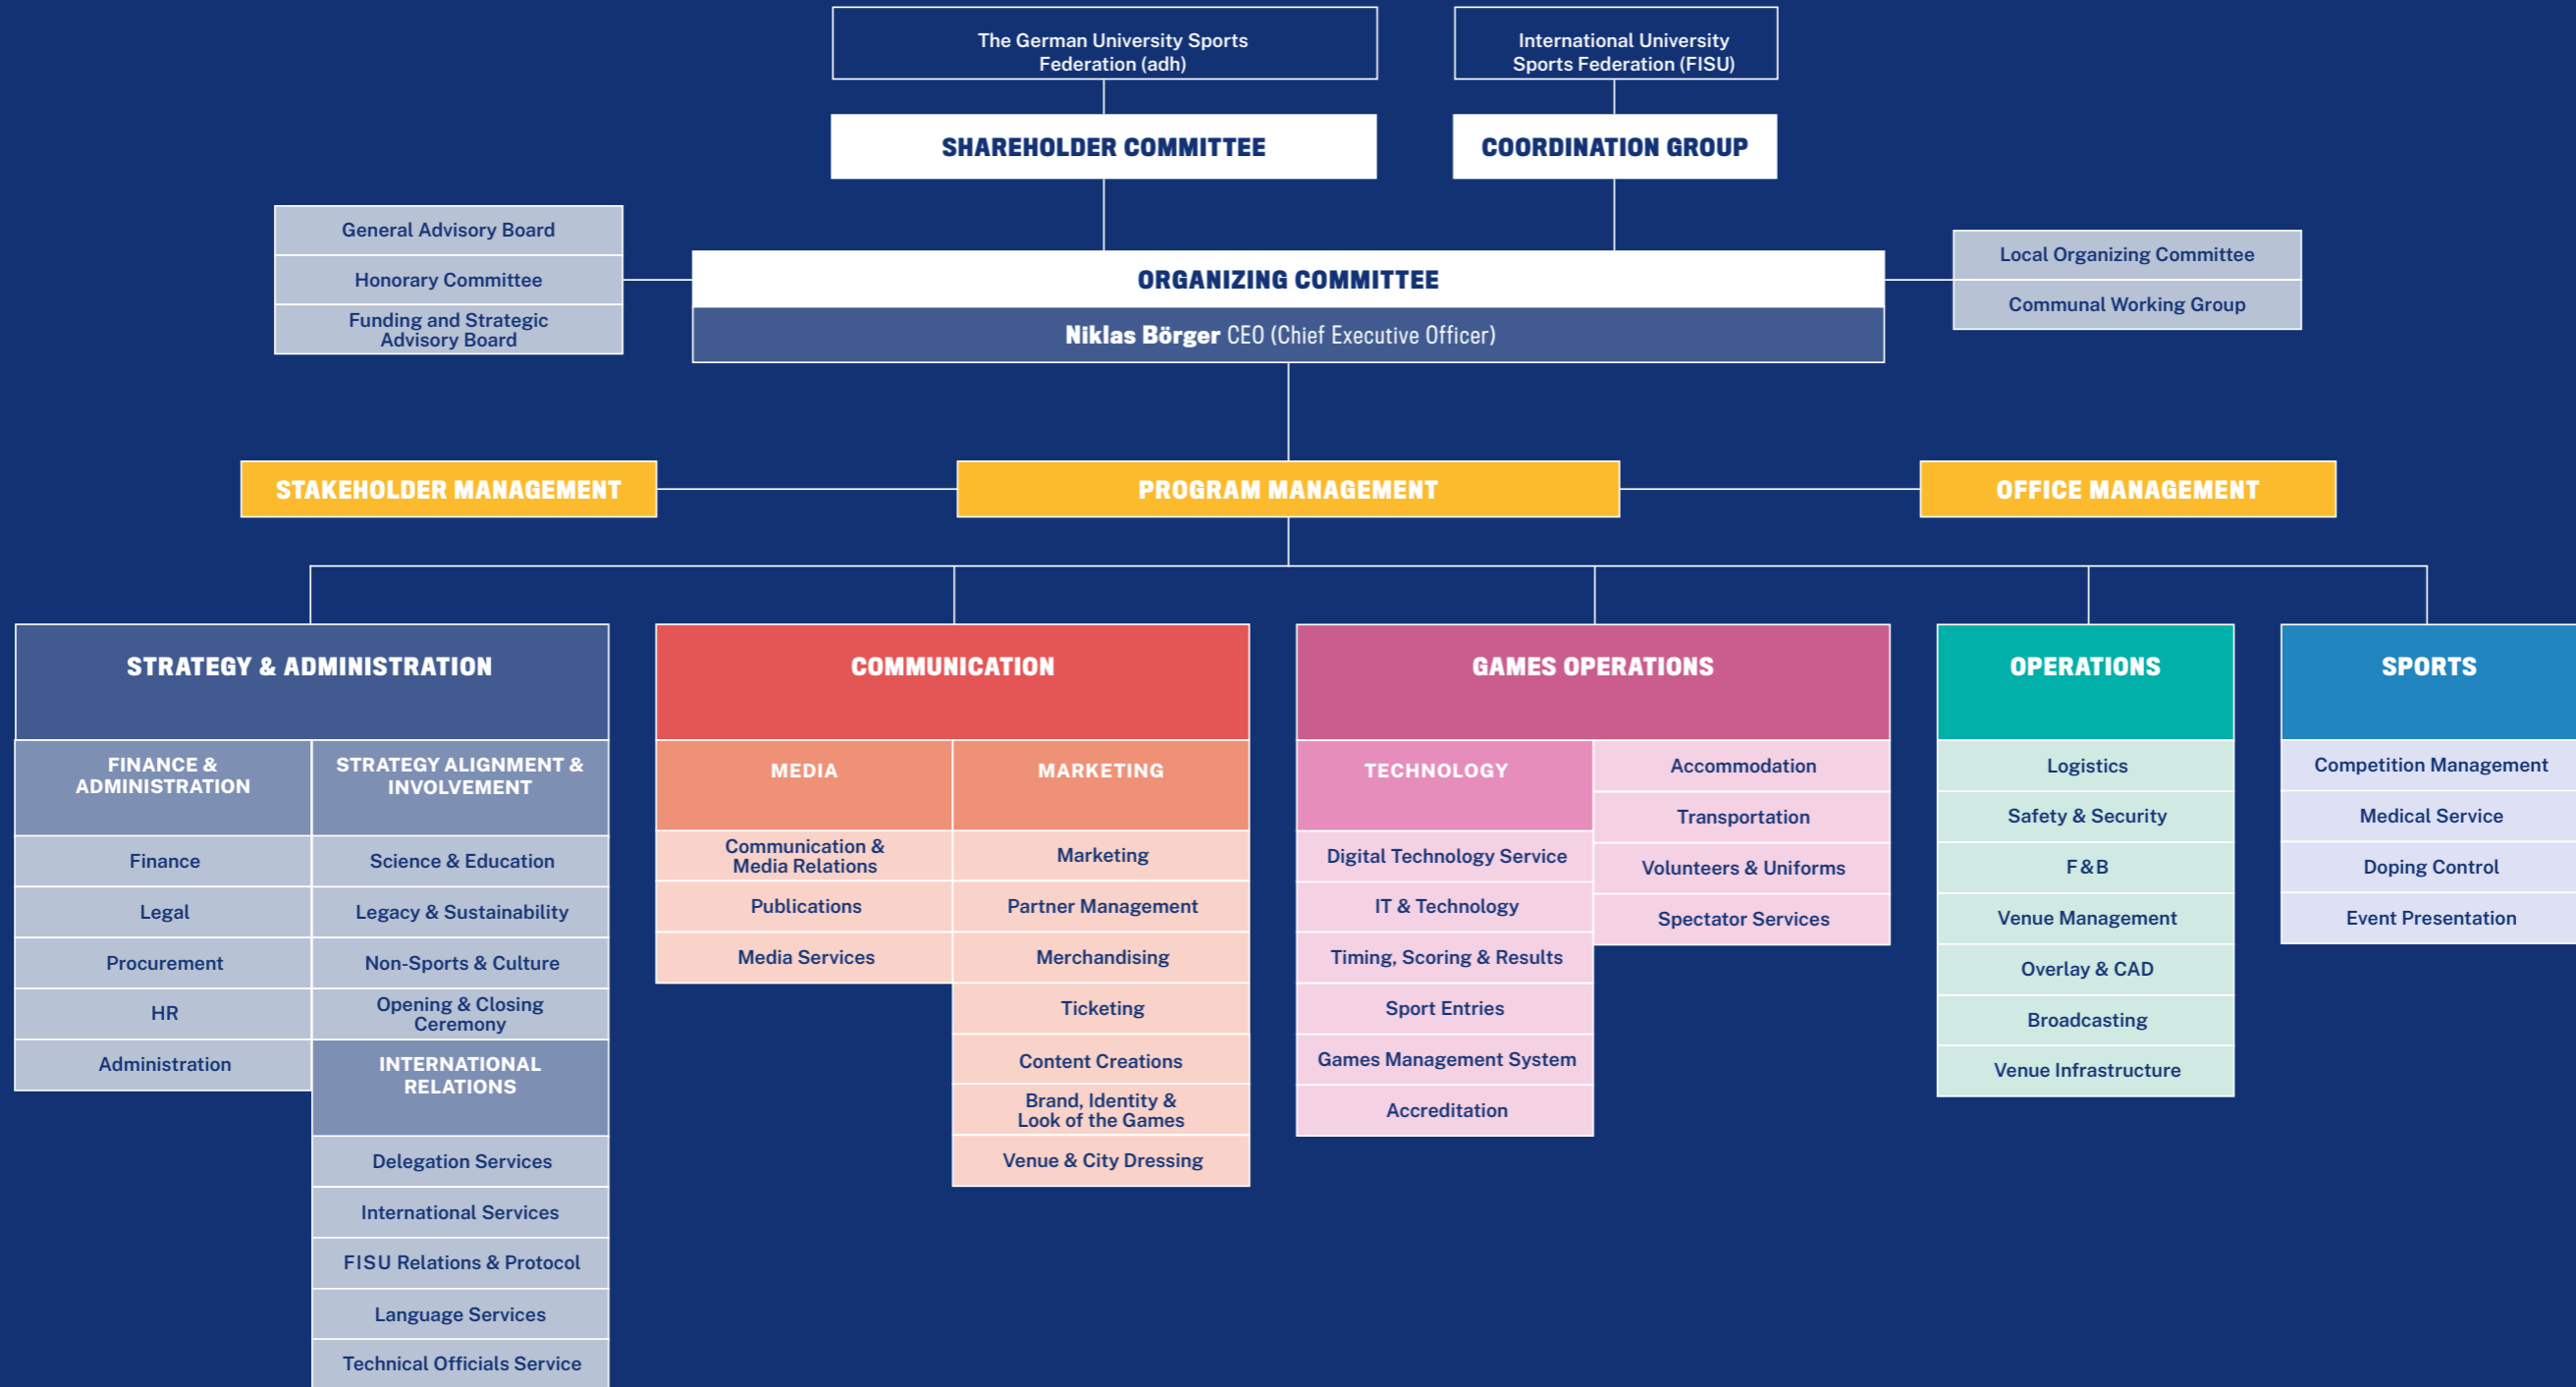 The German University Sports
Federation (adh)
International University
Sports Federation (FISU)
SHAREHOLDER COMMITTEE
COORDINATION GROUP
General Advisory Board
Honorary Committee
Funding and Strategic
Advisory Board
ORGANIZING COMMITTEE
Niklas Börger CEO (Chief Executive Officer)
Local Organizing Committee
Communal Working Group
STAKEHOLDER MANAGEMENT
PROGRAM MANAGEMENT
OFFICE MANAGEMENT
STRATEGY & ADMINISTRATION
FINANCE &
ADMINISTRATION
Finance
Legal
Procurement
HR
Administration
STRATEGY ALIGNMENT &
INVOLVEMENT
Science & Education
Legacy & Sustainability
Non-Sports & Culture
Opening & Closing
Ceremony
INTERNATIONAL
RELATIONS
Delegation Services
International Services
FISU Relations & Protocol
Language Services
Technical Officials Service
COMMUNICATION
MEDIA
Communication &
Media Relations
Publications
Media Services
MARKETING
Marketing
Partner Management
Merchandising
Ticketing
Content Creations
Brand, Identity &
Look of the Games
Venue & City Dressing
GAMES OPERATIONS
TECHNOLOGY
Digital Technology Service
IT & Technology
Timing, Scoring & Results
Sport Entries
Games Management System
Accreditation
Accommodation
Transportation
Volunteers & Uniforms
Spectator Services
OPERATIONS
Logistics
Safety & Security
F&B
Venue Management
Overlay & CAD
Broadcasting
Venue Infrastructure
SPORTS
Competition Management
Medical Service
Doping Control
Event Presentation